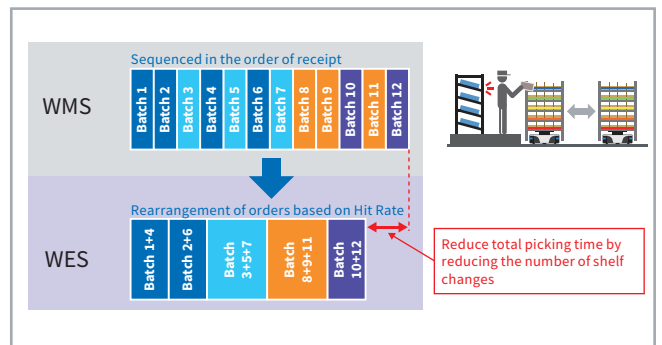 Sequenced in the order of receipt
WMS
Batch 1
Batch 2
Batch 3
Batch 4
Batch 5
Batch 6
Batch 7
Batch 8
Batch 9
Batch 10
Batch 11
Batch 12
Rearrangement of orders based on Hit Rate
WES
Batch 1+4
Batch 2+6
Batch
3+5+7
Batch
8+9+11
Batch
10+12
Reduce total picking time by
reducing the number of shelf
changes